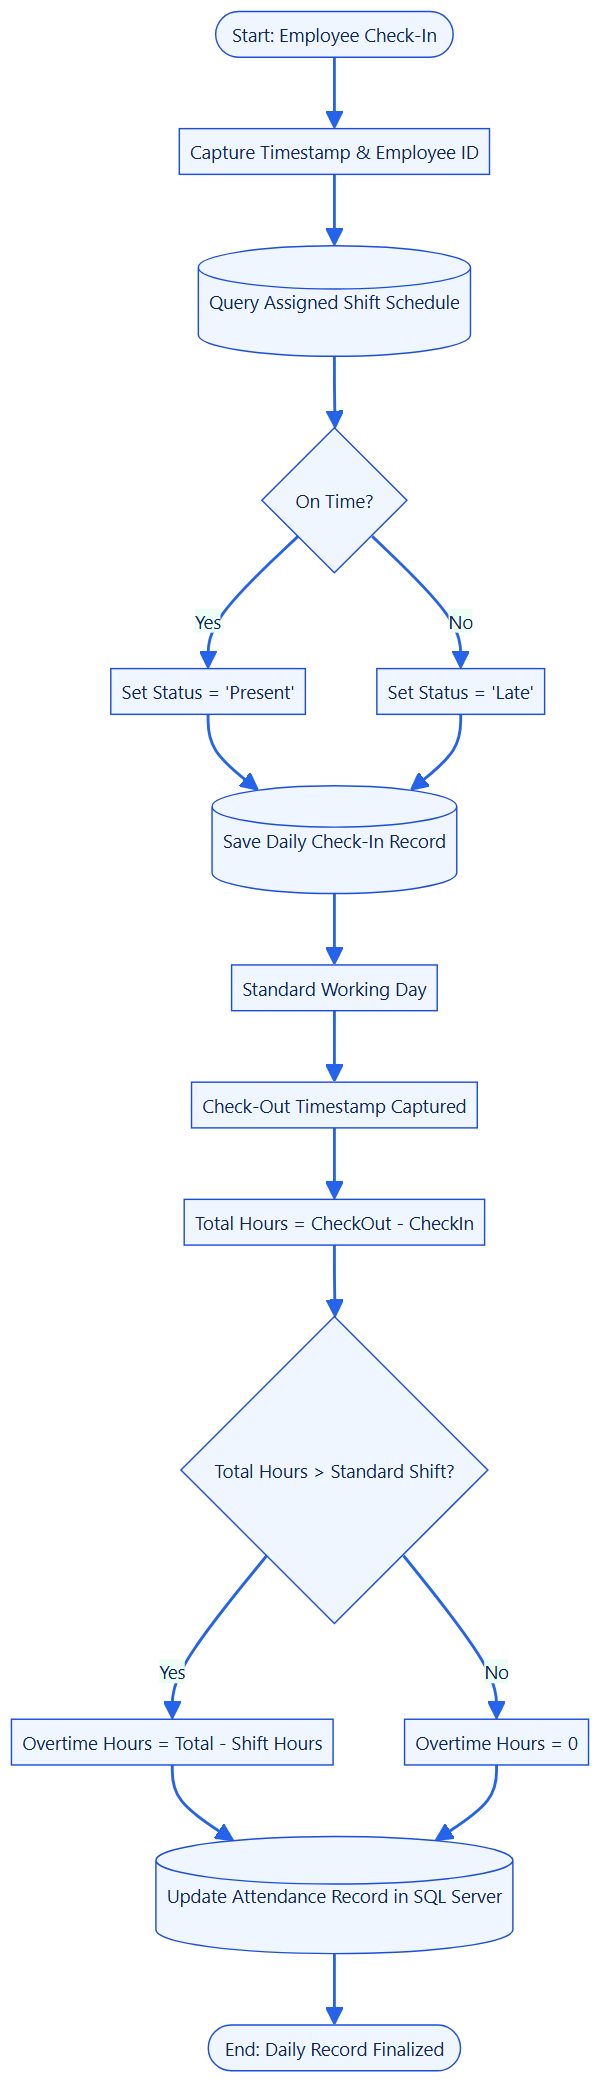 Start: Employee Check-In
Capture Timestamp & Employee ID
Query Assigned Shift Schedule
On Time?
Yes
No
Set Status = 'Present'
Set Status = 'Late'
Save Daily Check-In Record
Standard Working Day
Check-Out Timestamp Captured
Total Hours = CheckOut - CheckIn
Total Hours > Standard Shift?
Yes
No
Overtime Hours = Total - Shift Hours
Overtime Hours = 0
Update Attendance Record in SQL Server
End: Daily Record Finalized